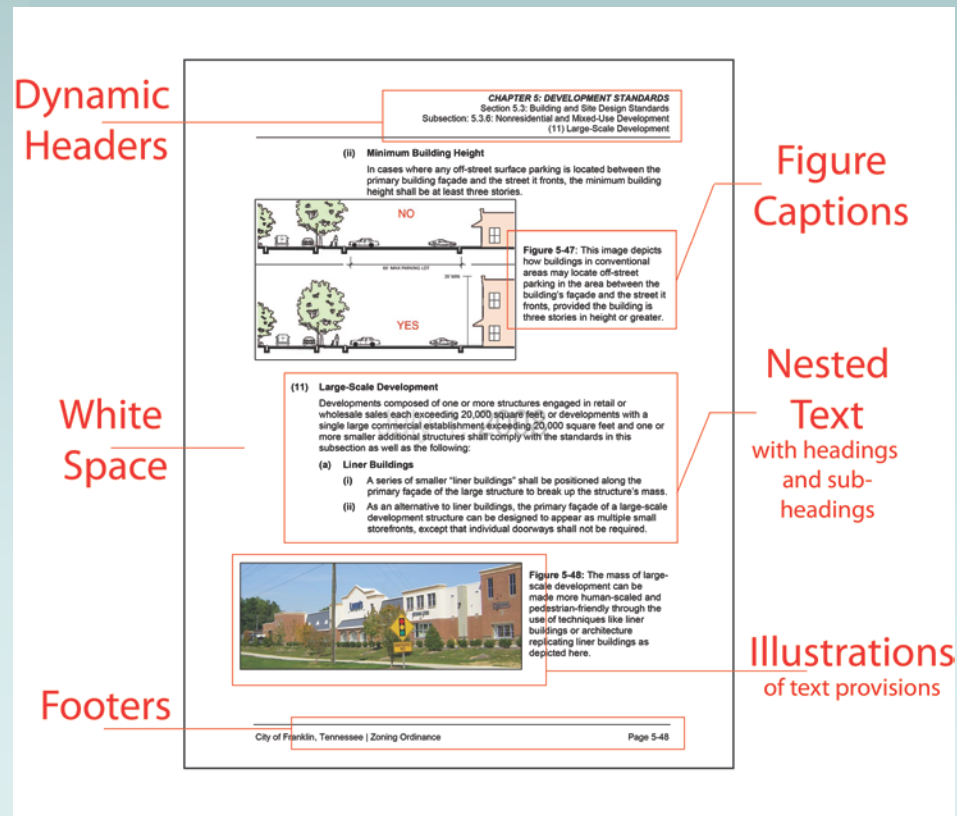 Dynamic
Headers
CHAPTER 5: DEVELOPMENT STANDARDS
Section 5.3: Building and Site Design Standards
Subsection: 5.3.6: Nonresidential and Mixed-Use Development
(11) Large-Scale Development
(ii) Minimum Building Height
In cases where any off-street surface parking is located between the
primary building façade and the street it fronts, the minimum building
height shall be at least three stories.
Figure
Captions
NO
60' MAX PARKING LOT
YES
Figure 5-47: This image depicts
how buildings in conventional
areas may locate off-street
parking in the area between the
building's façade and the street it
fronts, provided the building is
three stories in height or greater.
White
Space
(11) Large-Scale Development
Developments composed of one or more structures engaged in retail or
wholesale sales each exceeding 20,000 square feet, or developments with a
single large commercial establishment exceeding 20,000 square feet and one or
more smaller additional structures shall comply with the standards in this
subsection as well as the following:
2008
(a) Liner Buildings
(i) A series of smaller “liner buildings” shall be positioned along the
primary façade of the large structure to break up the structure's mass.
(ii) As an alternative to liner buildings, the primary façade of a large-scale
development structure can be designed to appear as multiple small
storefronts, except that individual doorways shall not be required.
Nested
Text
with headings
and sub-
headings
Figure 5-48: The mass of large-
scale development can be
made more human-scaled and
pedestrian-friendly through the
use of techniques like liner
buildings or architecture
replicating liner buildings as
depicted here.
Illustrations
of text provisions
Footers
City of Franklin, Tennessee | Zoning Ordinance
Page 5-48